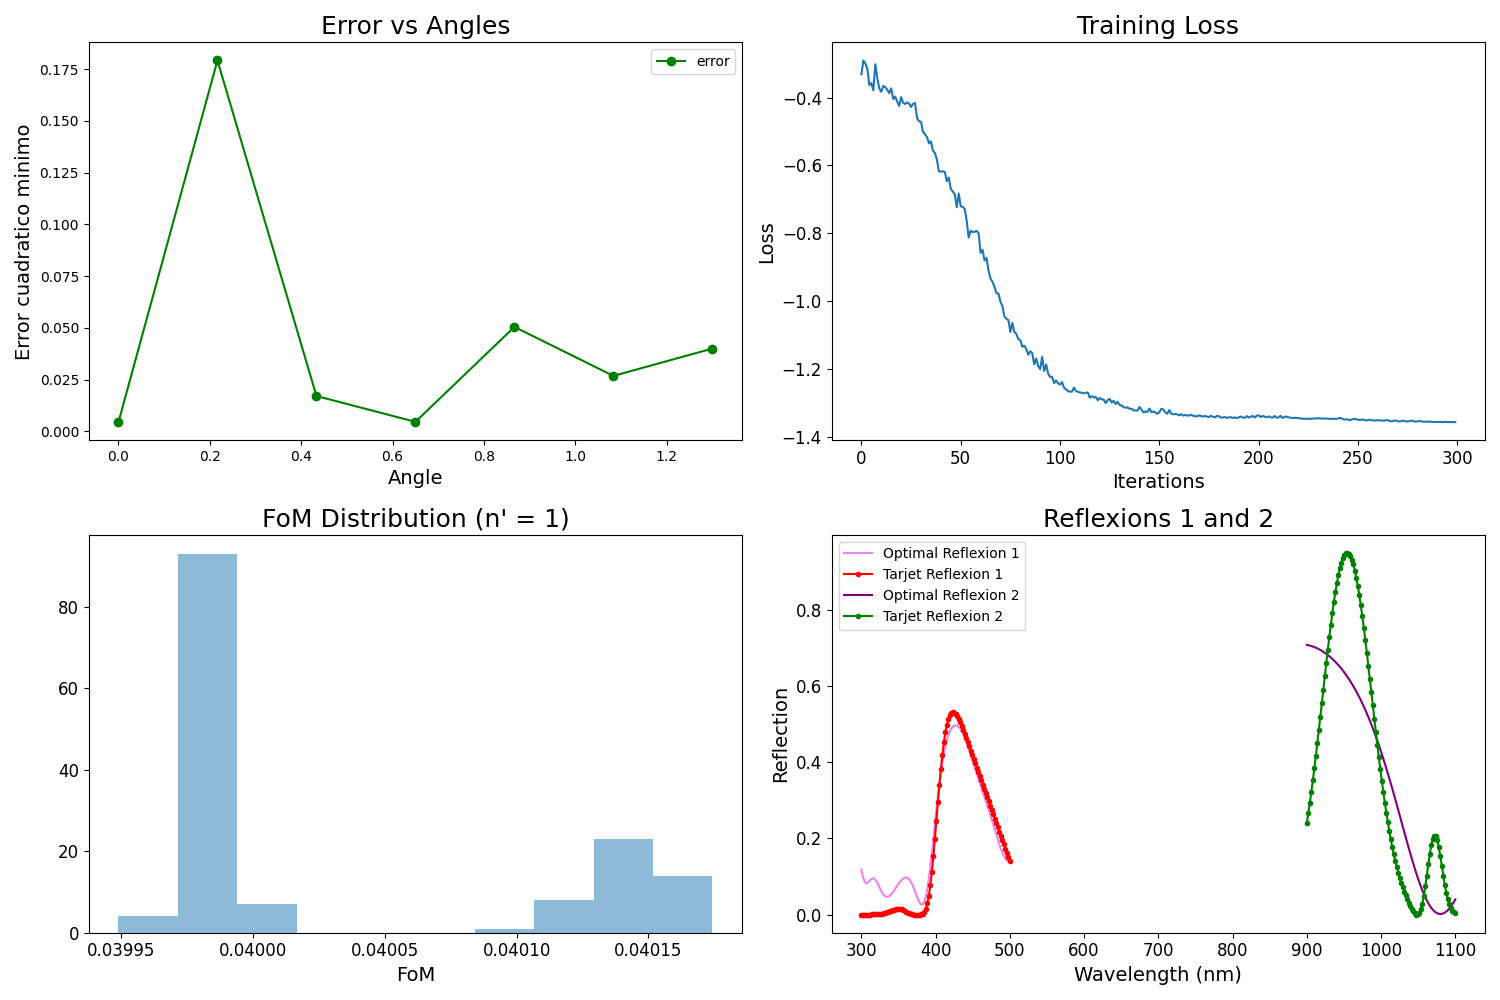 Error vs Angles
error
0.175
0.150
0.125
0.100
0.075
0.050
0.025
0.000
Error cuadratico minimo
0.0 0.2 0.4 0.6 0.8 1.0 1.2
Angle
Training Loss
−0.4
−0.6
−0.8
−1.0
−1.2
−1.4
Loss
0 50 100 150 200 250 300
Iterations
FoM Distribution (n' = 1)
80
60
40
20
0
0.03995 0.04000 0.04005 0.04010 0.04015
FoM
Reflexions 1 and 2
Optimal Reflexion 1
Tarjet Reflexion 1
Optimal Reflexion 2
Tarjet Reflexion 2
0.8
0.6
0.4
0.2
0.0
Reflection
300 400 500 600 700 800 900 1000 1100
Wavelength (nm)